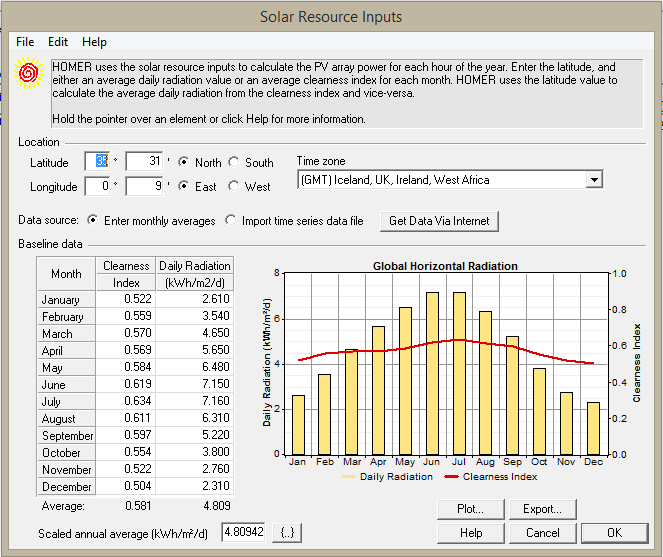 Solar Resource Inputs
File Edit Help
HOMER uses the solar resource inputs to calculate the PV array power for each hour of the year. Enter the latitude, and
either an average daily radiation value or an average clearness index for each month. HOMER uses the latitude value to
calculate the average daily radiation from the clearness index and vice-versa.
Hold the pointer over an element or click Help for more information.
Location
Latitude 35 ° 31 ' North South Time zone
Longitude 0 ° 9 ' East West (GMT) Iceland, UK, Ireland, West Africa
Data source: Enter monthly averages Import time series data file Get Data Via Internet
Baseline data
Month Clearness Daily Radiation
Index (kWh/m2/d)
January 0.522 2.610
February 0.559 3.540
March 0.570 4.650
April 0.569 5.650
May 0.584 6.480
June 0.619 7.150
July 0.634 7.160
August 0.611 6.310
September 0.597 5.220
October 0.554 3.800
November 0.522 2.760
December 0.504 2.310
Average: 0.581 4.809
Scaled annual average (kWh/m²/d) 4.80942 {..}
Global Horizontal Radiation
Daily Radiation (kWh/m²/d)
8
6
4
2
0
Jan Feb Mar Apr May Jun Jul Aug Sep Oct Nov Dec
1.0
0.8
0.6
0.4
0.2
0.0
Clearness Index
Daily Radiation Clearness Index
Plot... Export...
Help Cancel OK